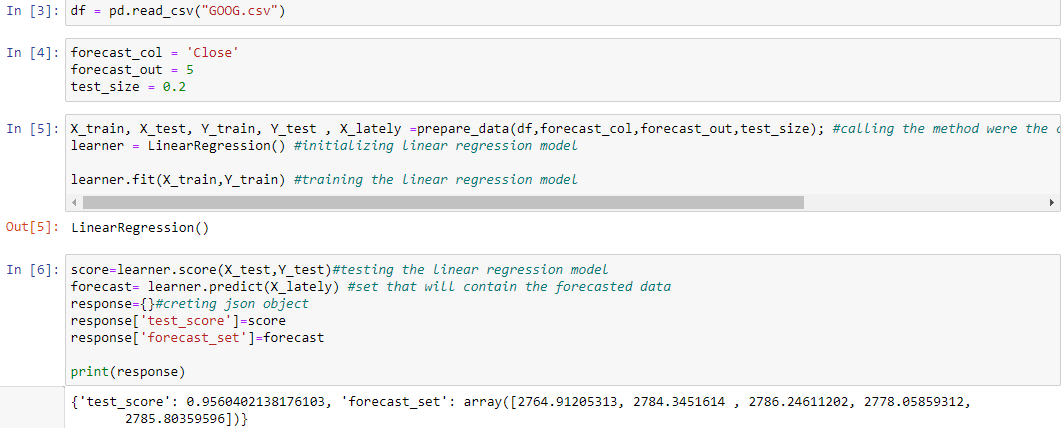 In [3]: df = pd.read_csv("GOOG.csv")
In [4]: forecast_col = 'Close'
forecast_out = 5
test_size = 0.2
In [5]: X_train, X_test, Y_train, Y_test , X_lately =prepare_data(df,forecast_col,forecast_out,test_size); #calling the method were the
learner = LinearRegression() #initializing linear regression model
learner.fit(X_train,Y_train) #training the linear regression model
Out[5]: LinearRegression()
In [6]: score=learner.score(X_test,Y_test)#testing the linear regression model
forecast= learner.predict(X_lately) #set that will contain the forecasted data
response={}#creting json object
response['test_score']=score
response['forecast_set']=forecast
print(response)
{'test_score': 0.9560402138176103, 'forecast_set': array([2764.91205313, 2784.3451614 , 2786.24611202, 2778.05859312,
2785.80359596])}